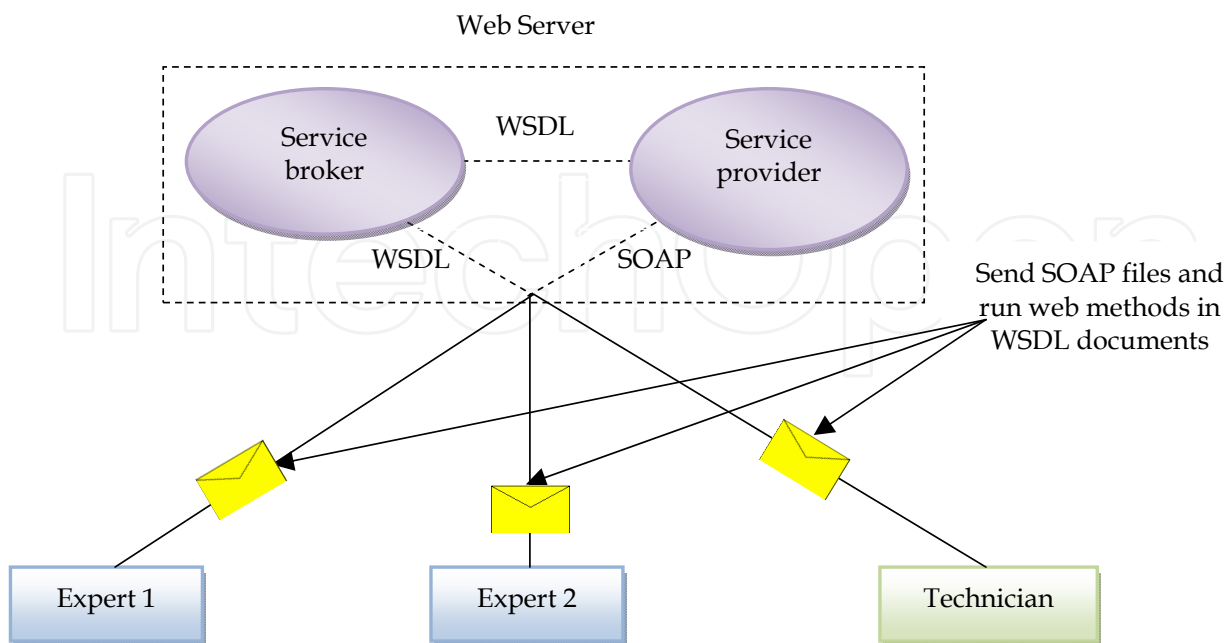 Web Server
Service
broker
WSDL
Service
provider
WSDL
SOAP
IntechOpen
Send SOAP files and
run web methods in
WSDL documents
Expert 1
Expert 2
Technician